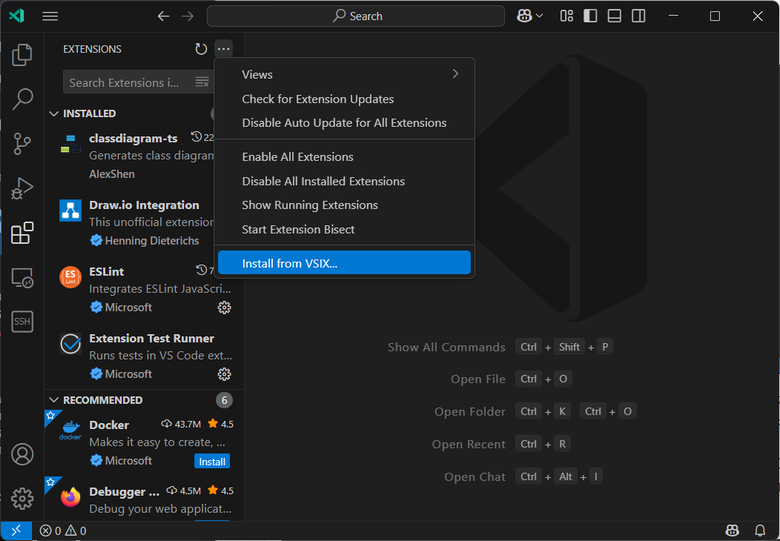 Search
EXTENSIONS
Search Extensions i...
INSTALLED
classdiagram-ts 22
Generates class diagram
AlexShen
Draw.io Integration
This unofficial extension
Henning Dieterichs
ES
Lint
ESLint 7
Integrates ESLint JavaScri...
Microsoft
Extension Test Runner
Runs tests in VS Code ext...
Microsoft
RECOMMENDED 6
docker
Docker 43.7M 4.5
Makes it easy to create, ...
Microsoft Install
Debugger ... 4.5M 4.5
Debug your web applicat...
SSH
Views
Check for Extension Updates
Disable Auto Update for All Extensions
Enable All Extensions
Disable All Installed Extensions
Show Running Extensions
Start Extension Bisect
Install from VSIX...
Show All Commands Ctrl + Shift + P
Open File Ctrl + O
Open Folder Ctrl + K Ctrl + O
Open Recent Ctrl + R
Open Chat Ctrl + Alt + I
0 0